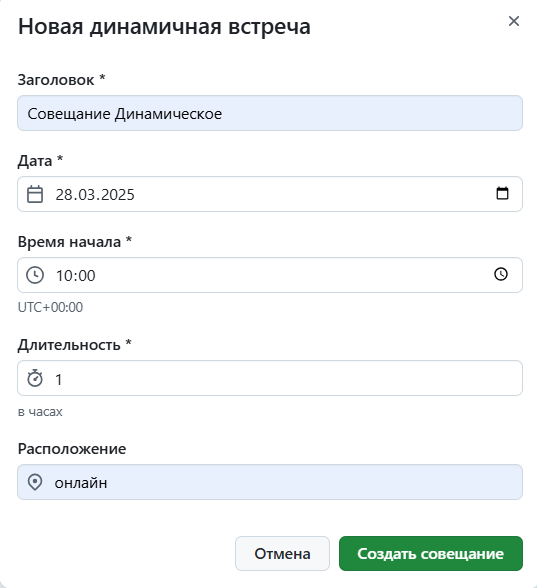 Новая динамичная встреча
Заголовок *
Совещание Динамическое
Дата *
28.03.2025
Время начала *
10:00
UTC+00:00
Длительность *
1
в часах
Расположение
онлайн
Отмена
Создать совещание